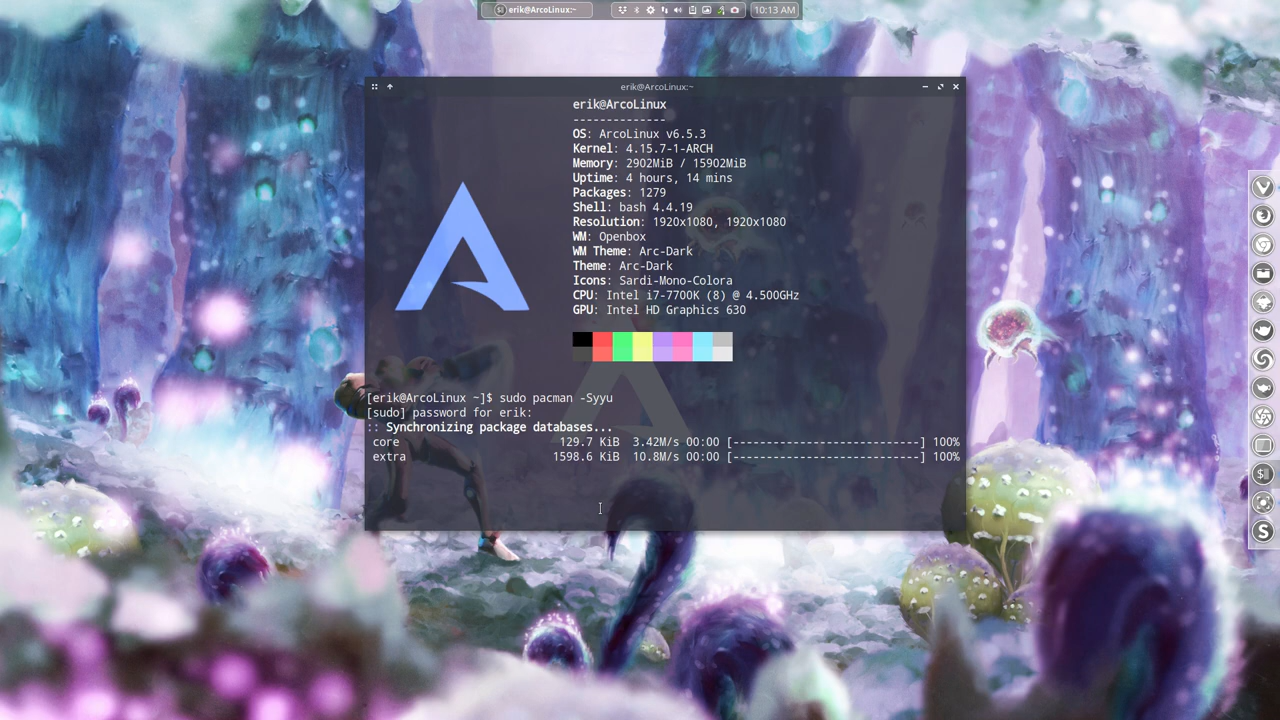 erik@ArcoLinux:~
10:13 AM
erik@ArcoLinux:~
erik@ArcoLinux
--------------
OS: ArcoLinux v6.5.3
Kernel: 4.15.7-1-ARCH
Memory: 2902MiB / 15902MiB
Uptime: 4 hours, 14 mins
Packages: 1279
Shell: bash 4.4.19
Resolution: 1920x1080, 1920x1080
WM: Openbox
WM Theme: Arc-Dark
Theme: Arc-Dark
Icons: Sardi-Mono-Colora
CPU: Intel i7-7700K (8) @ 4.500GHz
GPU: Intel HD Graphics 630
[erik@ArcoLinux ~]$ sudo pacman -Syyu
[sudo] password for erik:
:: Synchronizing package databases...
core 129.7 KiB 3.42M/s 00:00 [----------------------------] 100%
extra 1598.6 KiB 10.8M/s 00:00 [----------------------------] 100%
$
S